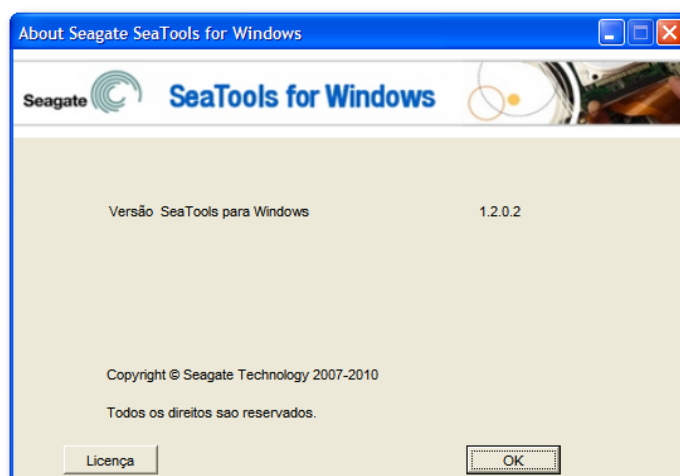 About Seagate SeaTools for Windows
Seagate SeaTools for Windows
Versão SeaTools para Windows 1.2.0.2
Copyright © Seagate Technology 2007-2010
Todos os direitos sao reservados.
Licença OK